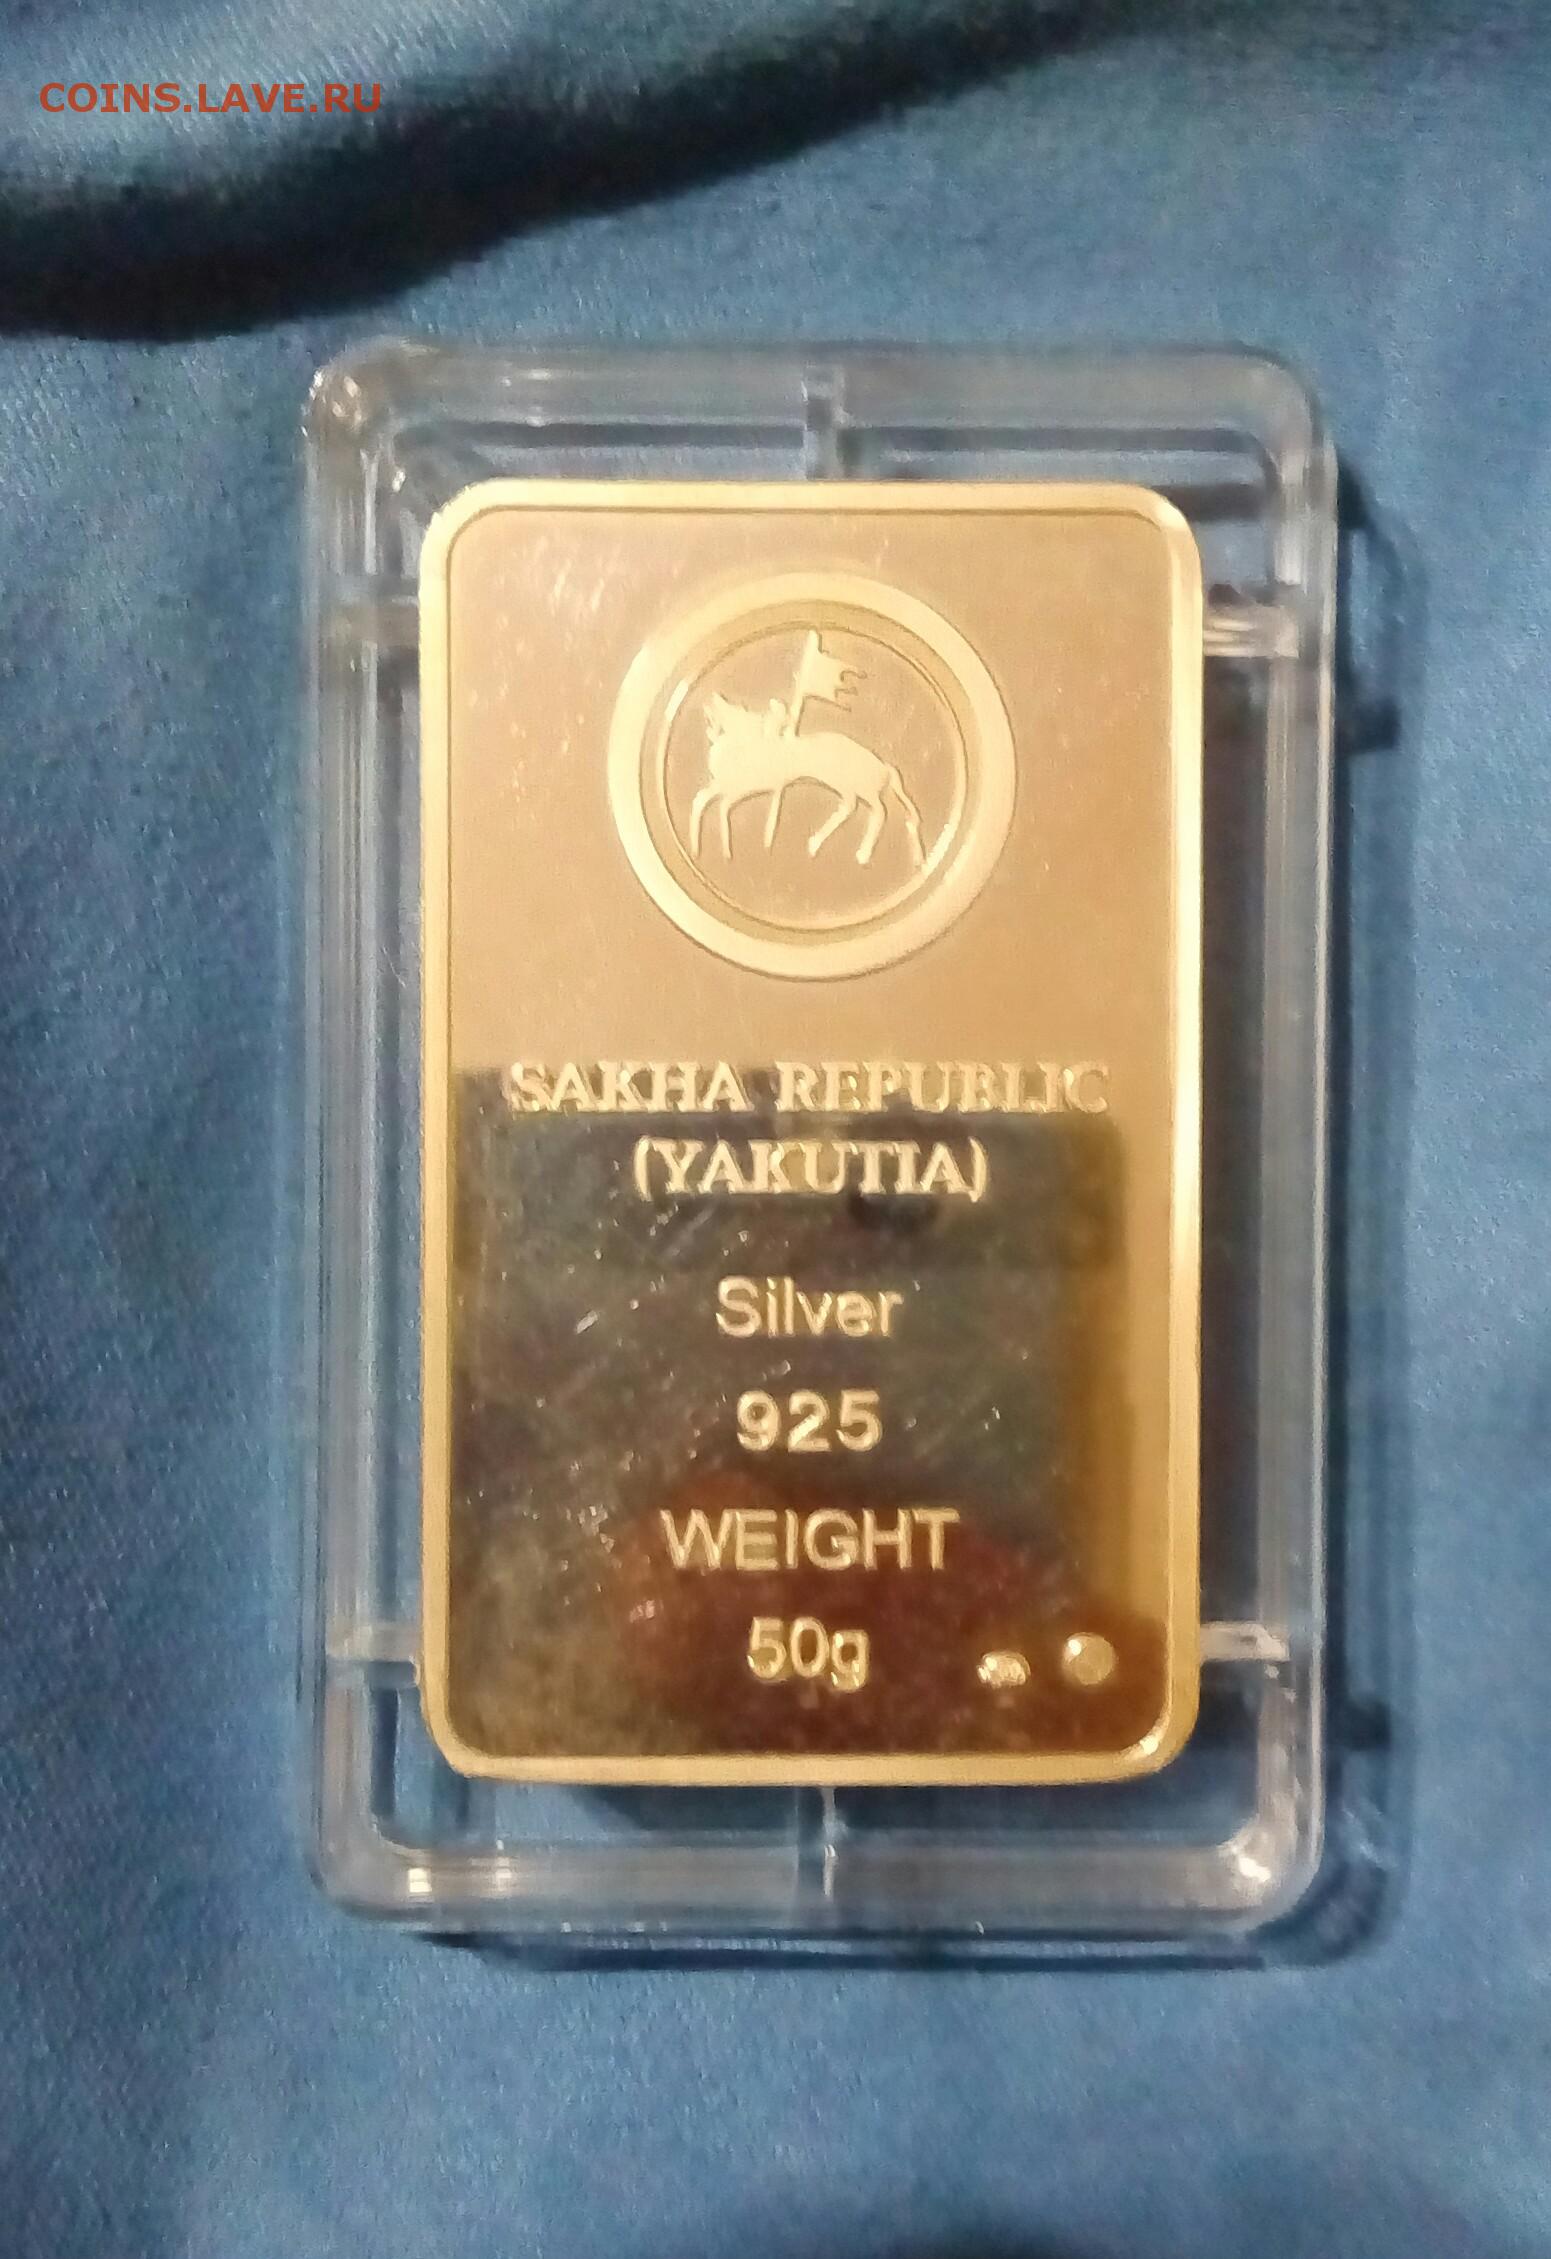 COINS.LAVE.RU
SAKHA REPUBLIC
(YAKUTIA)
Silver
925
WEIGHT
50g